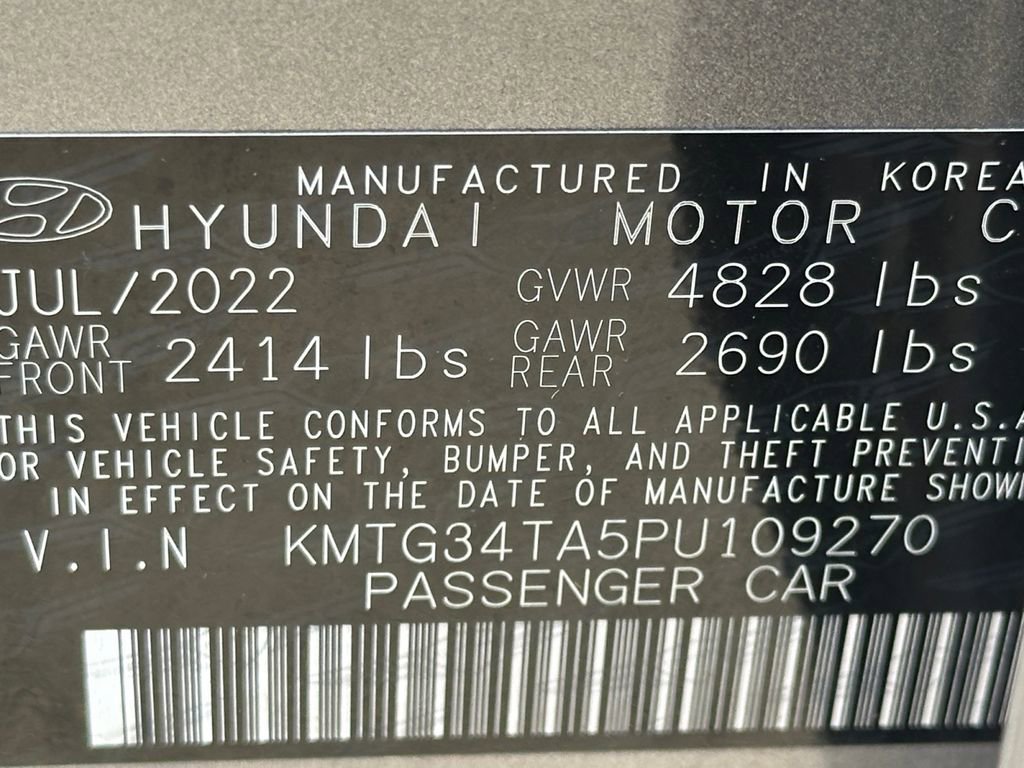 MANUFACTURED IN KOREA
HYUNDAI MOTOR C
JUL/2022 GVWR 4828 lbs
GAWR FRONT 2414 lbs GAWR REAR 2690 lbs
THIS VEHICLE CONFORMS TO ALL APPLICABLE U.S.A
OR VEHICLE SAFETY, BUMPER, AND THEFT PREVENTI
IN EFFECT ON THE DATE OF MANUFACTURE SHOW
V.I.N KMTG34TA5PU109270
PASSENGER CAR